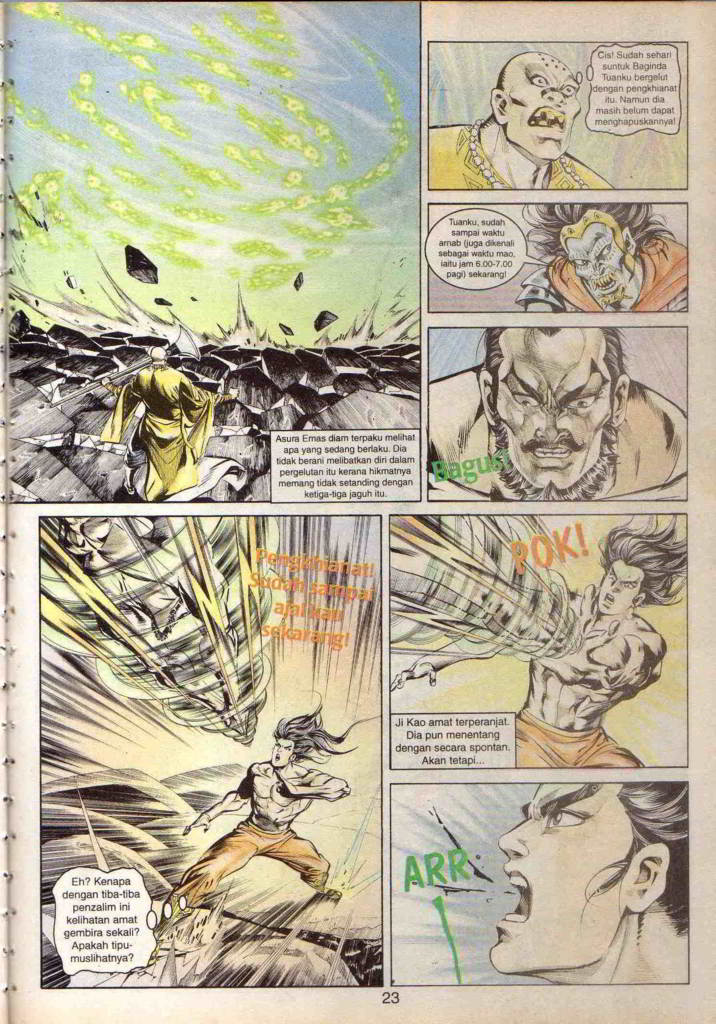 Asura Emas diam terpaku melihat
apa yang sedang berlaku. Dia
tidak berani melibatkan diri dalam
pergelutan itu kerana hikmatnya
memang tidak setanding dengan
ketiga-tiga jaguh itu.
Cis! Sudah sehari
suntuk Baginda
Tuanku bergelut
dengan pengkhianat
itu. Namun dia
masih belum dapat
menghapuskannya!
Tuanku, sudah
sampai waktu
arnab (juga dikenali
sebagai waktu mao,
iaitu jam 6.00-7.00
pagi) sekarang!
Bagus!
Pengkhianat!
Sudah sampai
ajal kau
sekarang!
Eh? Kenapa
dengan tiba-tiba
penzalim ini
kelihatan amat
gembira sekali?
Apakah tipu-
muslihatnya?
POK!
Ji Kao amat terperanjat.
Dia pun menentang
dengan secara spontan.
Akan tetapi...
ARR
23